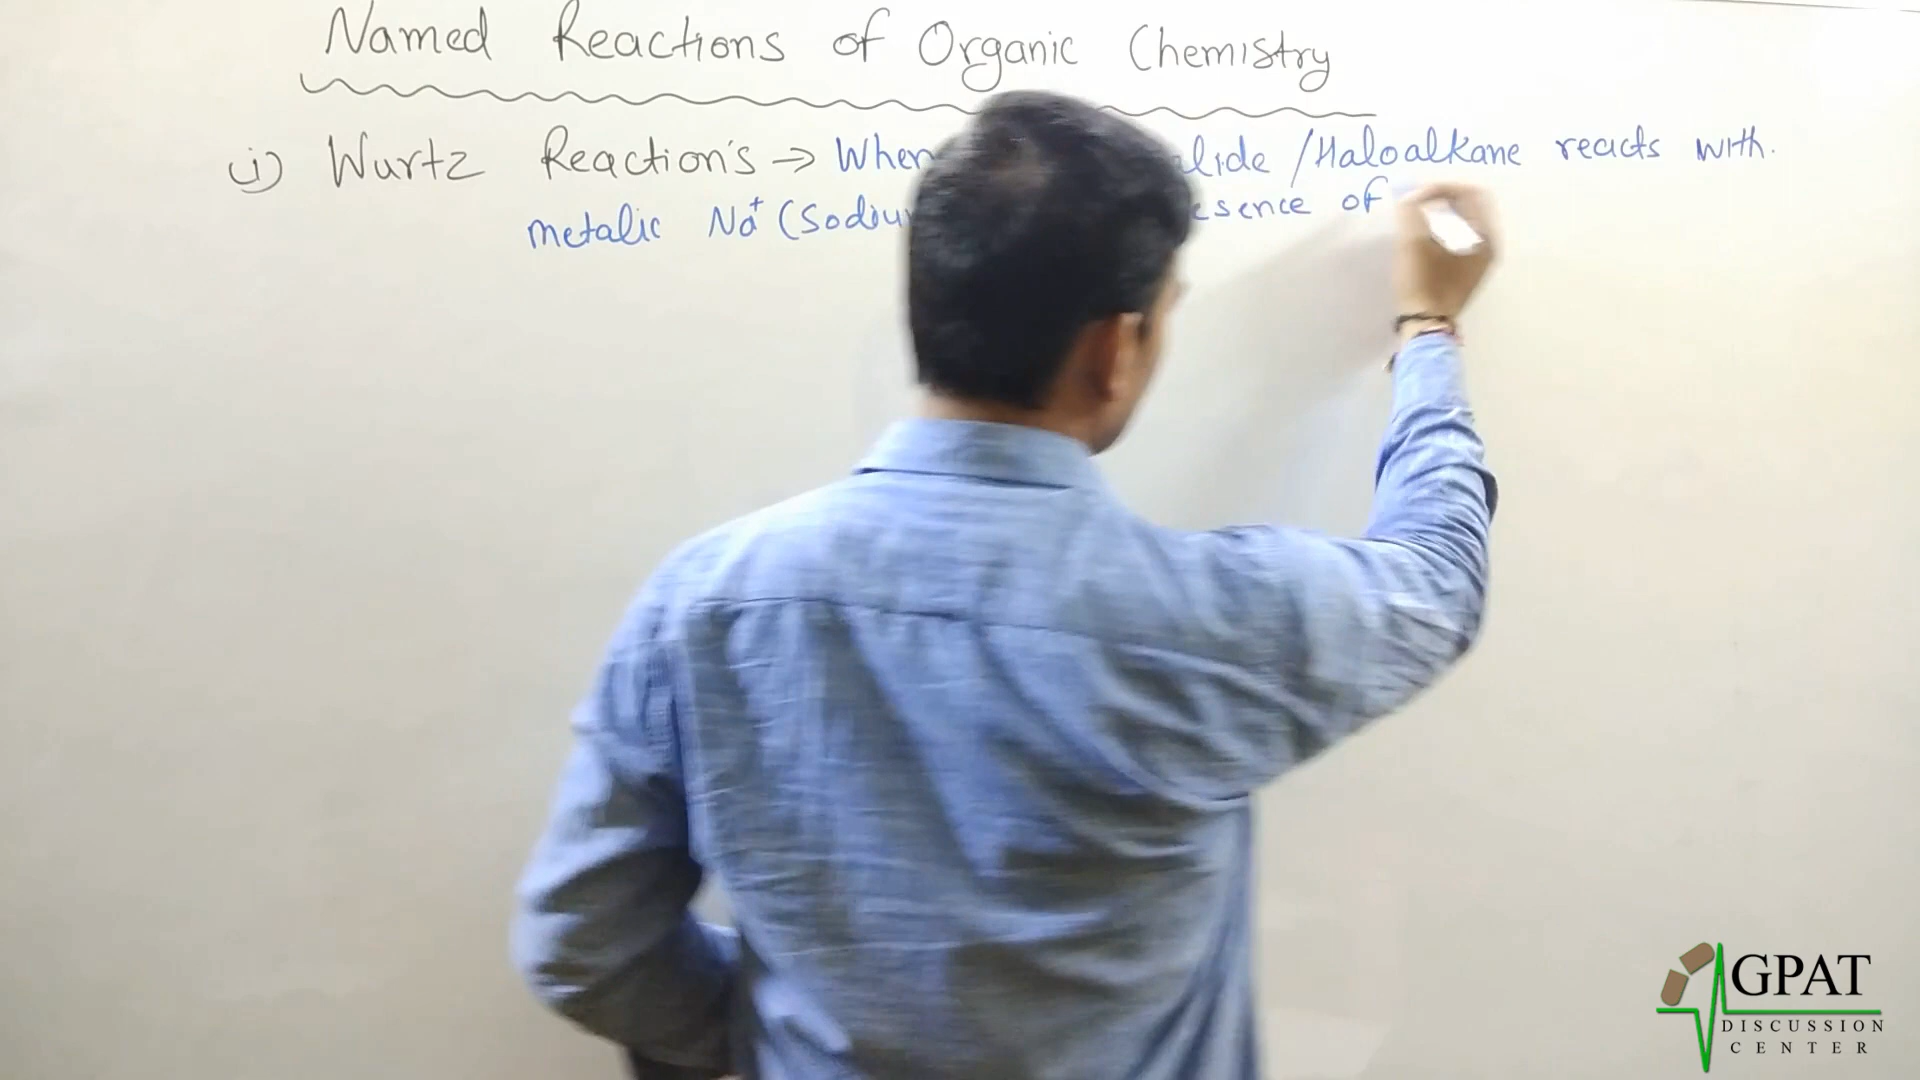 Named Reactions of Organic Chemistry
i) Wurtz Reaction's → When lide / Haloalkane reacts with.
metalic Na⁺ (Sodiu esence of
GPAT
DISCUSSION
CENTER